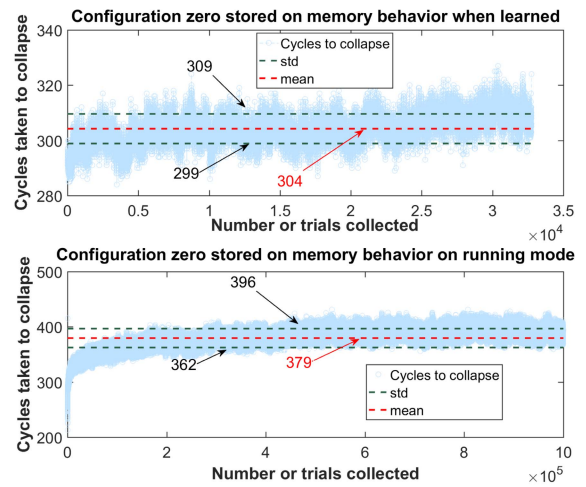 Configuration zero stored on memory behavior when learned
Cycles taken to collapse
340
320
300
280
309
299
304
Cycles to collapse
std
mean
0
0.5
1
1.5
2
2.5
3
3.5
×10^4
Number or trials collected
Configuration zero stored on memory behavior on running mode
Cycles taken to collapse
500
400
300
200
396
362
379
Cycles to collapse
std
mean
0
2
4
6
8
10
×10^5
Number or trials collected